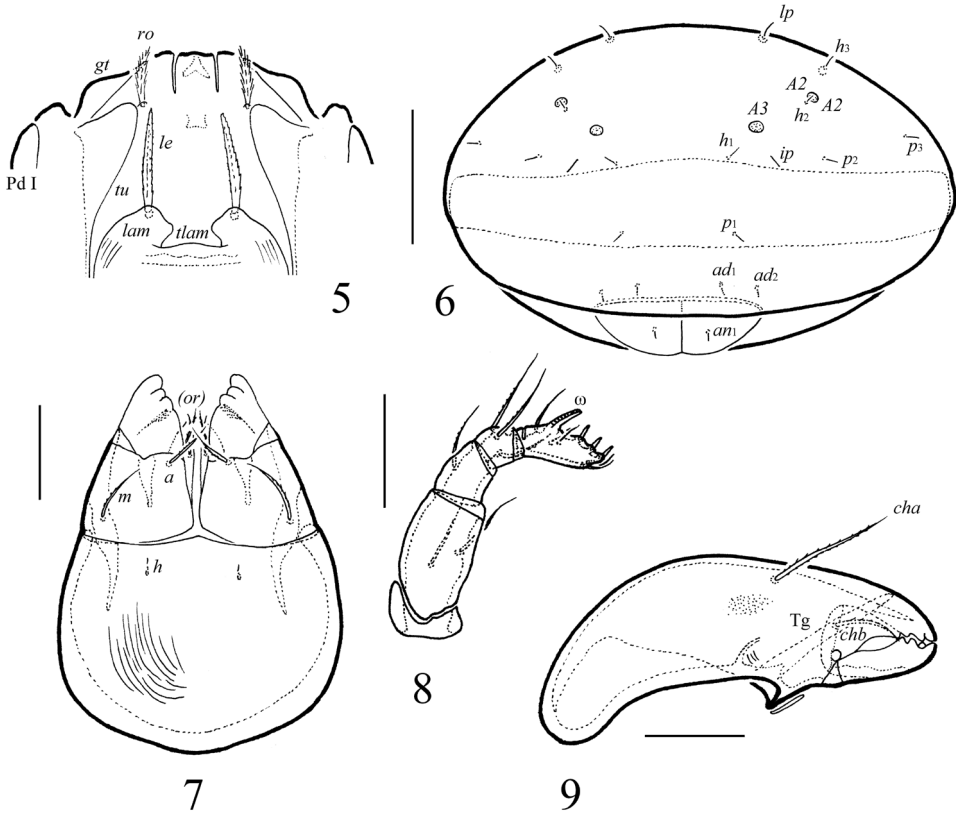 ro
gt
le
Pd I
tu
lam
tlam
5
lp
h3
A2
h2
A2
A3
h1
ip
p2
p3
p1
ad1
ad2
an1
6
(or)
a
m
h
7
ω
8
cha
Tg
chb
9